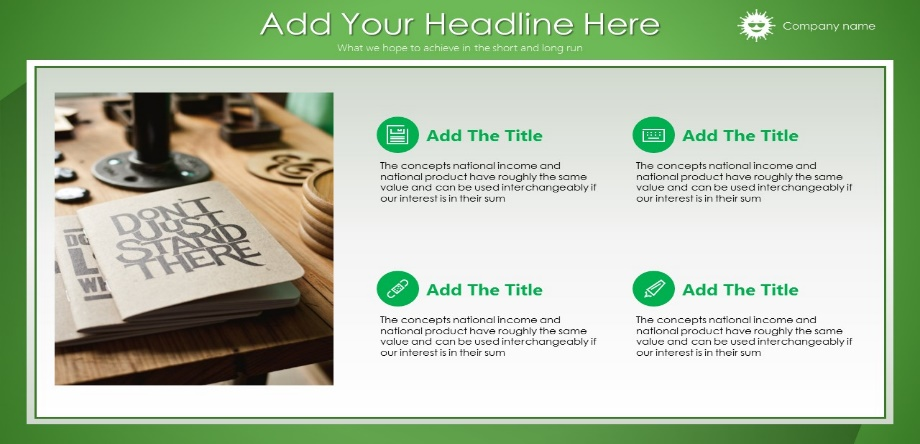 Add Your Headline Here
What we hope to achieve in the short and long run
Company name
DON'T
JUST
STAND
THERE
Add The Title
The concepts national income and
national product have roughly the same
value and can be used interchangeably if
our interest is in their sum
Add The Title
The concepts national income and
national product have roughly the same
value and can be used interchangeably if
our interest is in their sum
Add The Title
The concepts national income and
national product have roughly the same
value and can be used interchangeably if
our interest is in their sum
Add The Title
The concepts national income and
national product have roughly the same
value and can be used interchangeably if
our interest is in their sum